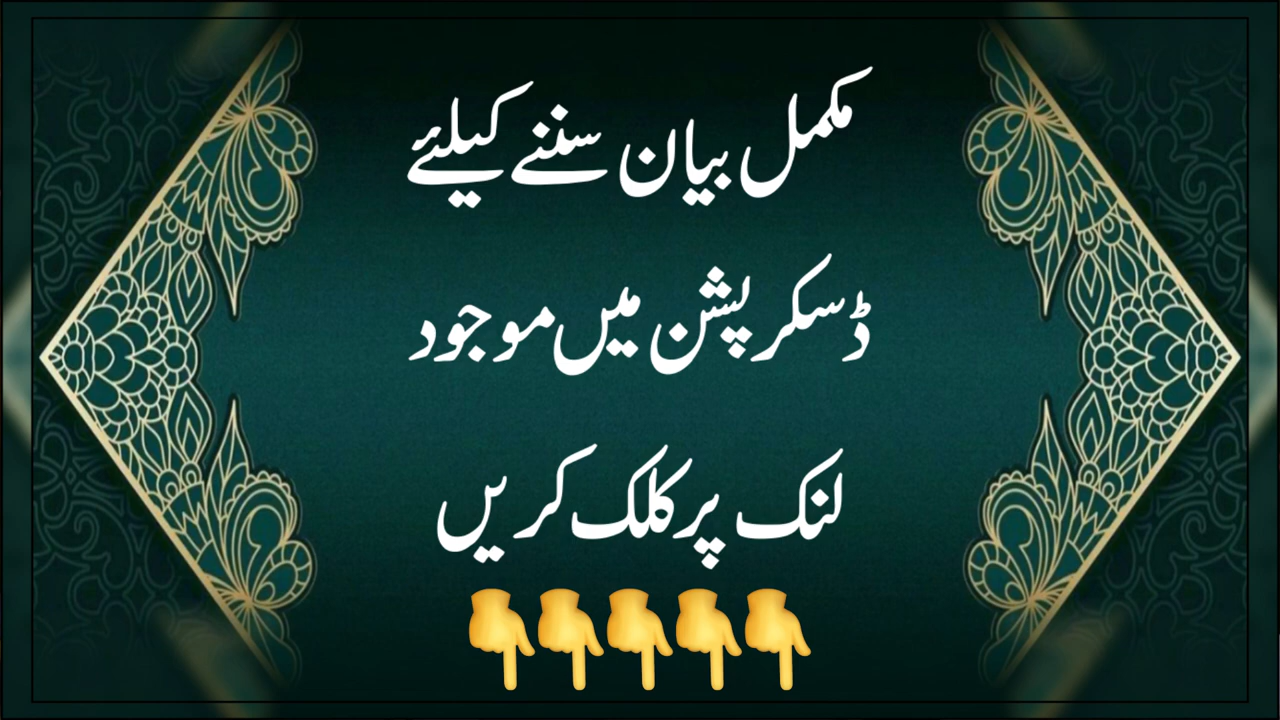 مکمل بیان سننے کیلئے
ڈسکرپشن میں موجود
لنک پر کلک کریں
👇👇👇👇👇